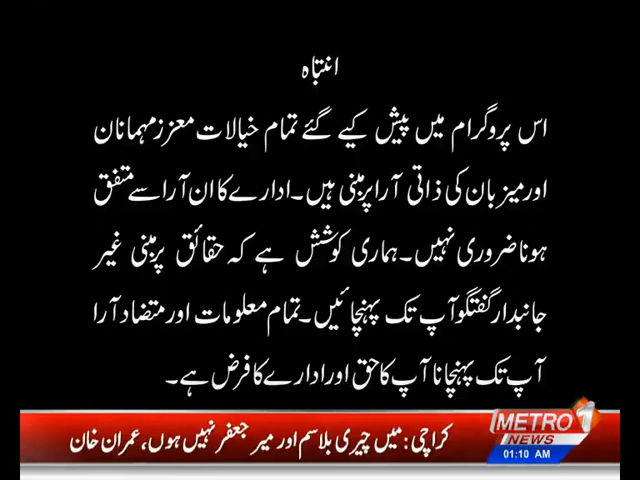 انتباہ
اس پروگرام میں پیش کیے گئے تمام خیالات معزز مہمانان
اور میزبان کی ذاتی آرا پر مبنی ہیں۔ ادارے کا ان آرا سے متفق
ہونا ضروری نہیں۔ ہماری کوشش ہے کہ حقائق پر مبنی غیر
جانبدار گفتگو آپ تک پہنچائیں۔ تمام معلومات اور متضاد آرا
آپ تک پہنچانا آپ کا حق اور ادارے کا فرض ہے۔
کراچی: میں چیری بلاسم اور میر جعفر نہیں ہوں، عمران خان
METRO 1
NEWS
01:10 AM